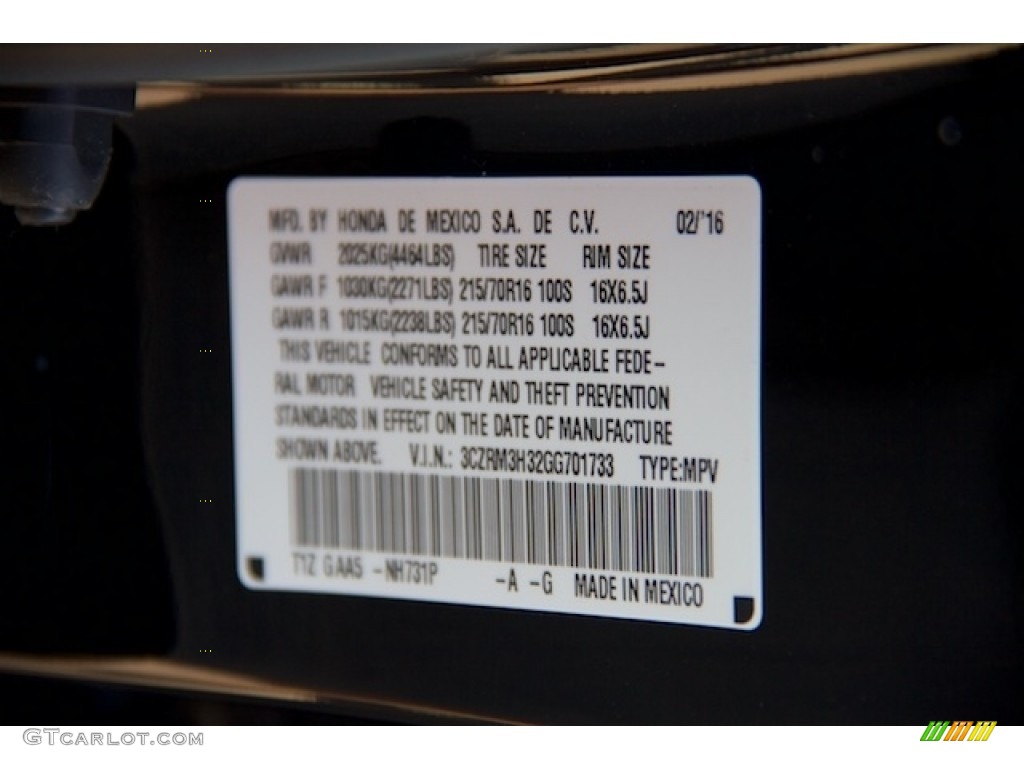 MFD. BY HONDA DE MEXICO S.A. DE C.V. 02/'16
GVWR 2025KG(4464LBS) TIRE SIZE RIM SIZE
GAWR F 1030KG(2271LBS) 215/70R16 100S 16X6.5J
GAWR R 1015KG(2238LBS) 215/70R16 100S 16X6.5J
THIS VEHICLE CONFORMS TO ALL APPLICABLE FEDE-
RAL MOTOR VEHICLE SAFETY AND THEFT PREVENTION
STANDARDS IN EFFECT ON THE DATE OF MANUFACTURE
SHOWN ABOVE. V.I.N.: 3CZRM3H32GG701733 TYPE:MPV
T1Z GAA5 -NH731P -A -G MADE IN MEXICO
GTCARLOT.COM